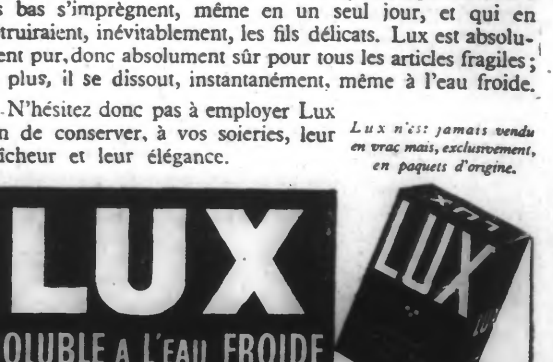 s bas s'imprègnent, même en un seul jour, et qui en
truiraient, inévitablement, les fils délicats. Lux est absolu-
ent pur, donc absolument sûr pour tous les articles fragiles;
plus, il se dissout, instantanément, même à l'eau froide.
N'hésitez donc pas à employer Lux
n de conserver, à vos soieries, leur
aîcheur et leur élégance.
Lux n'est jamais vendu
en vrac mais, exclusivement,
en paquets d'origine.
LUX
OLUBLE A L'EAU FROIDE
LUX
LUX
LUX